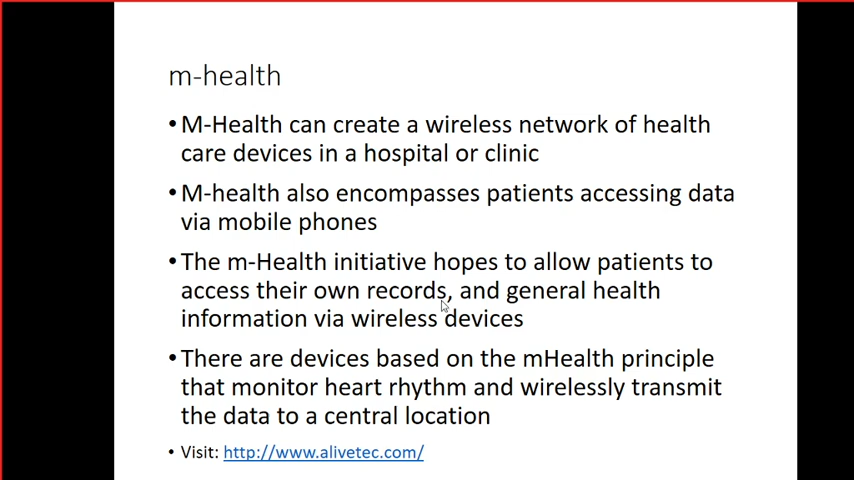 m-health
• M-Health can create a wireless network of health
care devices in a hospital or clinic
• M-health also encompasses patients accessing data
via mobile phones
• The m-Health initiative hopes to allow patients to
access their own records, and general health
information via wireless devices
• There are devices based on the mHealth principle
that monitor heart rhythm and wirelessly transmit
the data to a central location
• Visit: http://www.alivetec.com/